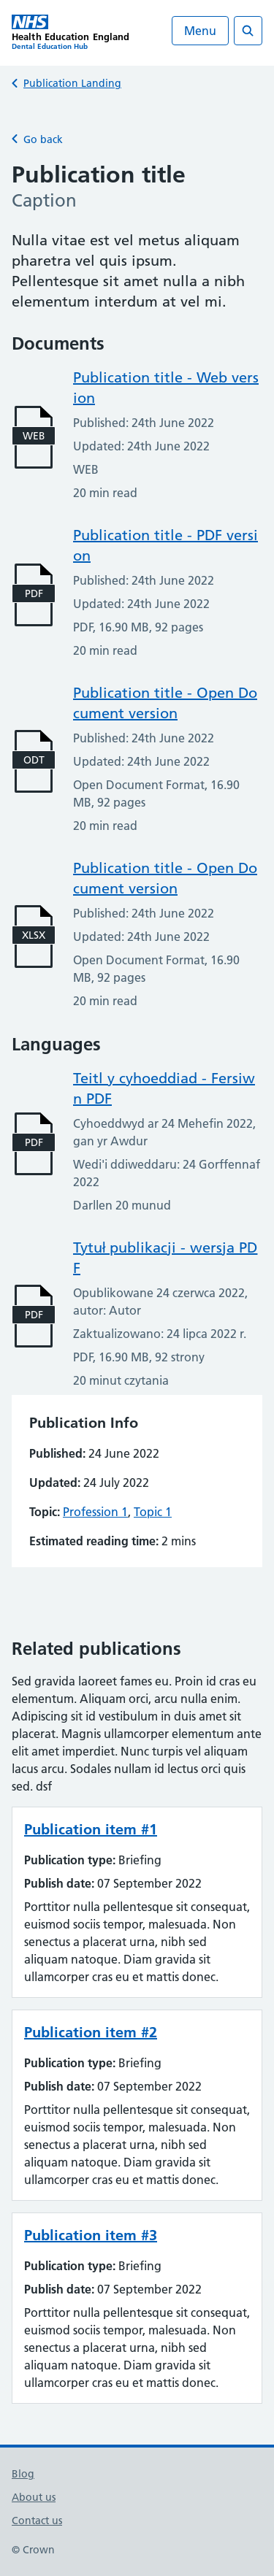 NHS
Health Education England
Dental Education Hub
Menu
Publication Landing
Go back
Publication title
Caption
Nulla vitae est vel metus aliquam
pharetra vel quis ipsum.
Pellentesque sit amet nulla a nibh
elementum interdum at vel mi.
Documents
Publication title - Web vers
ion
Published: 24th June 2022
WEB
Updated: 24th June 2022
WEB
20 min read
Publication title - PDF versi
on
Published: 24th June 2022
PDF
Updated: 24th June 2022
PDF, 16.90 MB, 92 pages
20 min read
Publication title - Open Do
cument version
Published: 24th June 2022
ODT
Updated: 24th June 2022
Open Document Format, 16.90
MB, 92 pages
20 min read
Publication title - Open Do
cument version
Published: 24th June 2022
XLSX
Updated: 24th June 2022
Open Document Format, 16.90
MB, 92 pages
20 min read
Languages
Teitl y cyhoeddiad - Fersiw
n PDF
Cyhoeddwyd ar 24 Mehefin 2022,
gan yr Awdur
PDF
Wedi'i ddiweddaru: 24 Gorffennaf
2022
Darllen 20 munud
Tytuł publikacji - wersja PD
F
Opublikowane 24 czerwca 2022,
autor: Autor
PDF
Zaktualizowano: 24 lipca 2022 r.
PDF, 16.90 MB, 92 strony
20 minut czytania
Publication Info
Published: 24 June 2022
Updated: 24 July 2022
Topic: Profession 1, Topic 1
Estimated reading time: 2 mins
Related publications
Sed gravida laoreet fames eu. Proin id cras eu
elementum. Aliquam orci, arcu nulla enim.
Adipiscing sit id vestibulum in duis amet sit
placerat. Magnis ullamcorper elementum ante
elit amet imperdiet. Nunc turpis vel aliquam
lacus arcu. Sodales nullam id lectus orci quis
sed. dsf
Publication item #1
Publication type: Briefing
Publish date: 07 September 2022
Porttitor nulla pellentesque sit consequat,
euismod sociis tempor, malesuada. Non
senectus a placerat urna, nibh sed
aliquam natoque. Diam gravida sit
ullamcorper cras eu et mattis donec.
Publication item #2
Publication type: Briefing
Publish date: 07 September 2022
Porttitor nulla pellentesque sit consequat,
euismod sociis tempor, malesuada. Non
senectus a placerat urna, nibh sed
aliquam natoque. Diam gravida sit
ullamcorper cras eu et mattis donec.
Publication item #3
Publication type: Briefing
Publish date: 07 September 2022
Porttitor nulla pellentesque sit consequat,
euismod sociis tempor, malesuada. Non
senectus a placerat urna, nibh sed
aliquam natoque. Diam gravida sit
ullamcorper cras eu et mattis donec.
Blog
About us
Contact us
© Crown